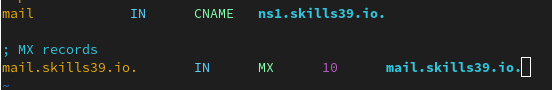 mail IN CNAME ns1.skills39.io.
; MX records
mail.skills39.io. IN MX 10 mail.skills39.io.
~